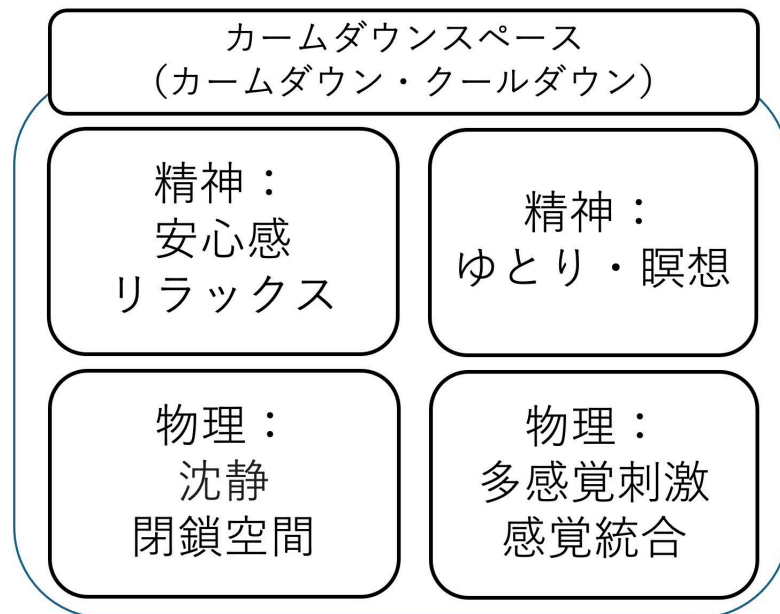 カームダウンスペース
（カームダウン・クールダウン）
精神：
安心感
リラックス
精神：
ゆとり・瞑想
物理：
沈静
閉鎖空間
物理：
多感覚刺激
感覚統合